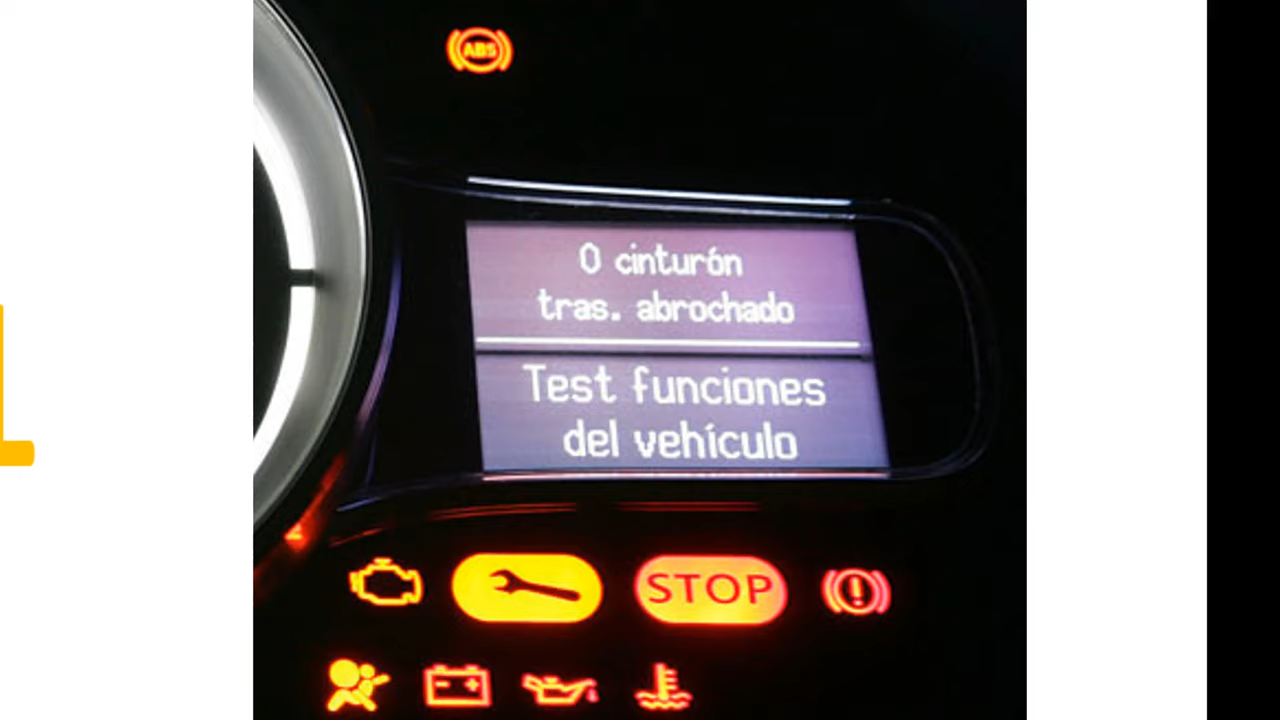 ABS
0 cinturón
tras. abrochado
Test funciones
del vehículo
STOP